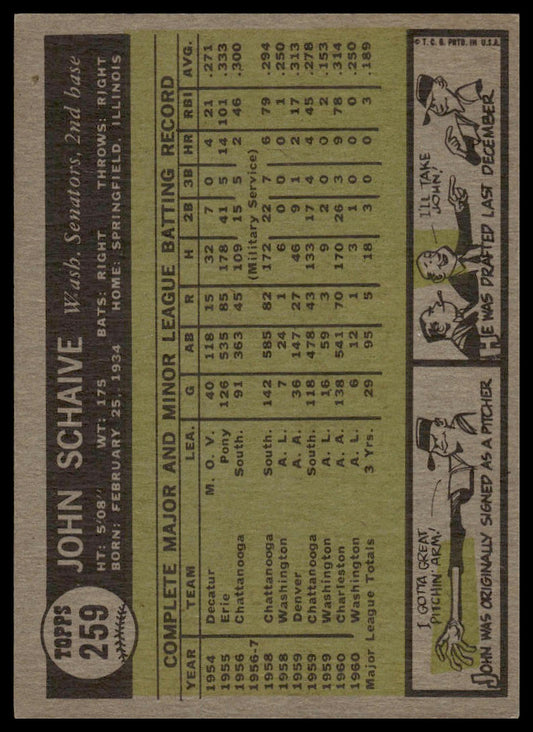 TOPPS
259
JOHN SCHAIVE Wash. Senators, 2nd base
HT: 5'08" WT: 175 BATS: RIGHT THROWS: RIGHT
BORN: FEBRUARY 25, 1934 HOME: SPRINGFIELD, ILLINOIS
COMPLETE MAJOR AND MINOR LEAGUE BATTING RECORD
YEAR TEAM LEA. G AB R H 2B 3B HR RBI AVG.
1954 Decatur M. O. V. 40 118 15 32 7 0 4 21 .271
1955 Erie Pony 126 535 85 178 41 5 14 101 .333
1956 Chattanooga South. 91 363 45 109 15 5 2 46 .300
1956-7 (Military Service)
1958 Chattanooga South. 142 585 82 172 22 7 6 79 .294
1958 Washington A. L. 7 24 1 6 0 0 0 1 .250
1959 Denver A. A. 36 147 27 46 9 1 2 17 .313
1959 Chattanooga South. 118 478 43 133 17 4 4 45 .278
1959 Washington A. L. 16 59 3 9 2 0 0 2 .153
1960 Charleston A. A. 138 541 70 170 26 3 9 78 .314
1960 Washington A. L. 6 12 1 3 1 0 0 0 .250
Major League Totals 3 Yrs. 29 95 5 18 3 0 0 3 .189
I GOTTA GREAT
PITCHIN' ARM!
JOHN WAS ORIGINALLY SIGNED AS A PITCHER
© T. C. G. PRTD. IN U.S.A.
I'LL TAKE
JOHN!
HE WAS DRAFTED LAST DECEMBER